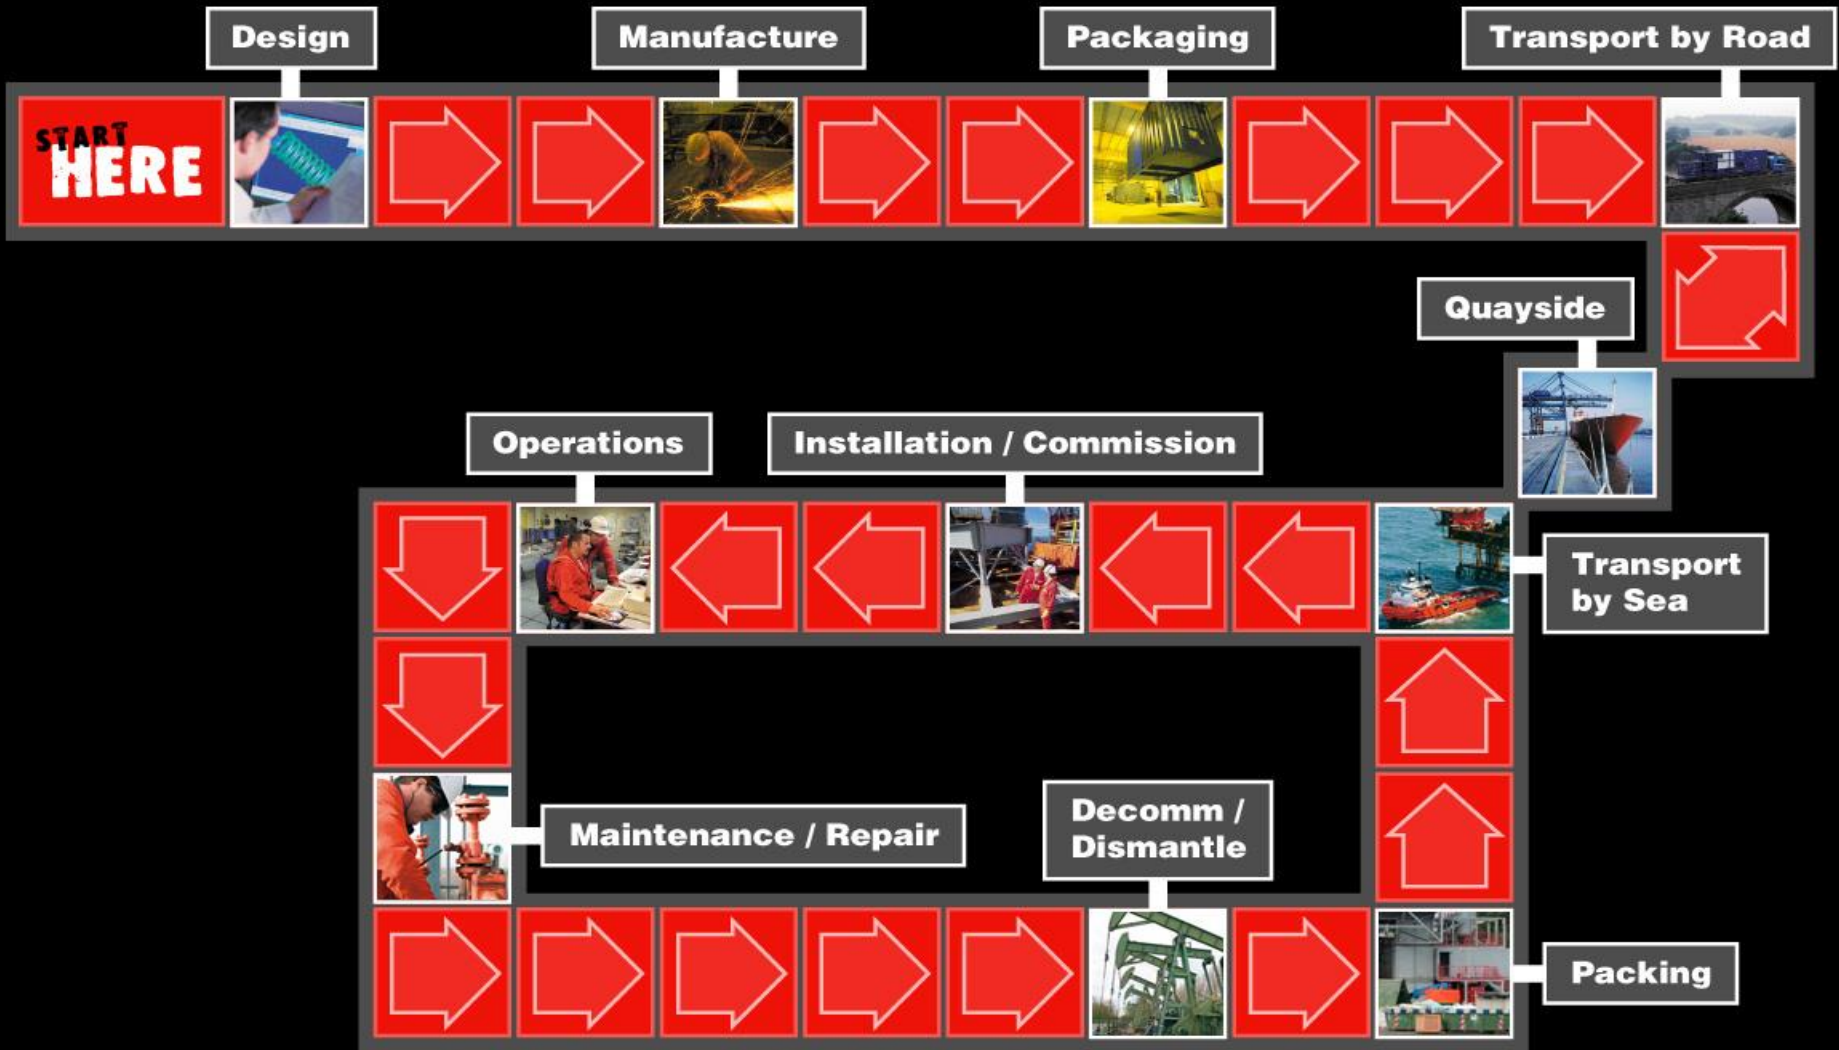 Design
Manufacture
Packaging
Transport by Road
START
HERE
Quayside
Operations
Installation / Commission
Transport
by Sea
Maintenance / Repair
Decomm /
Dismantle
Packing